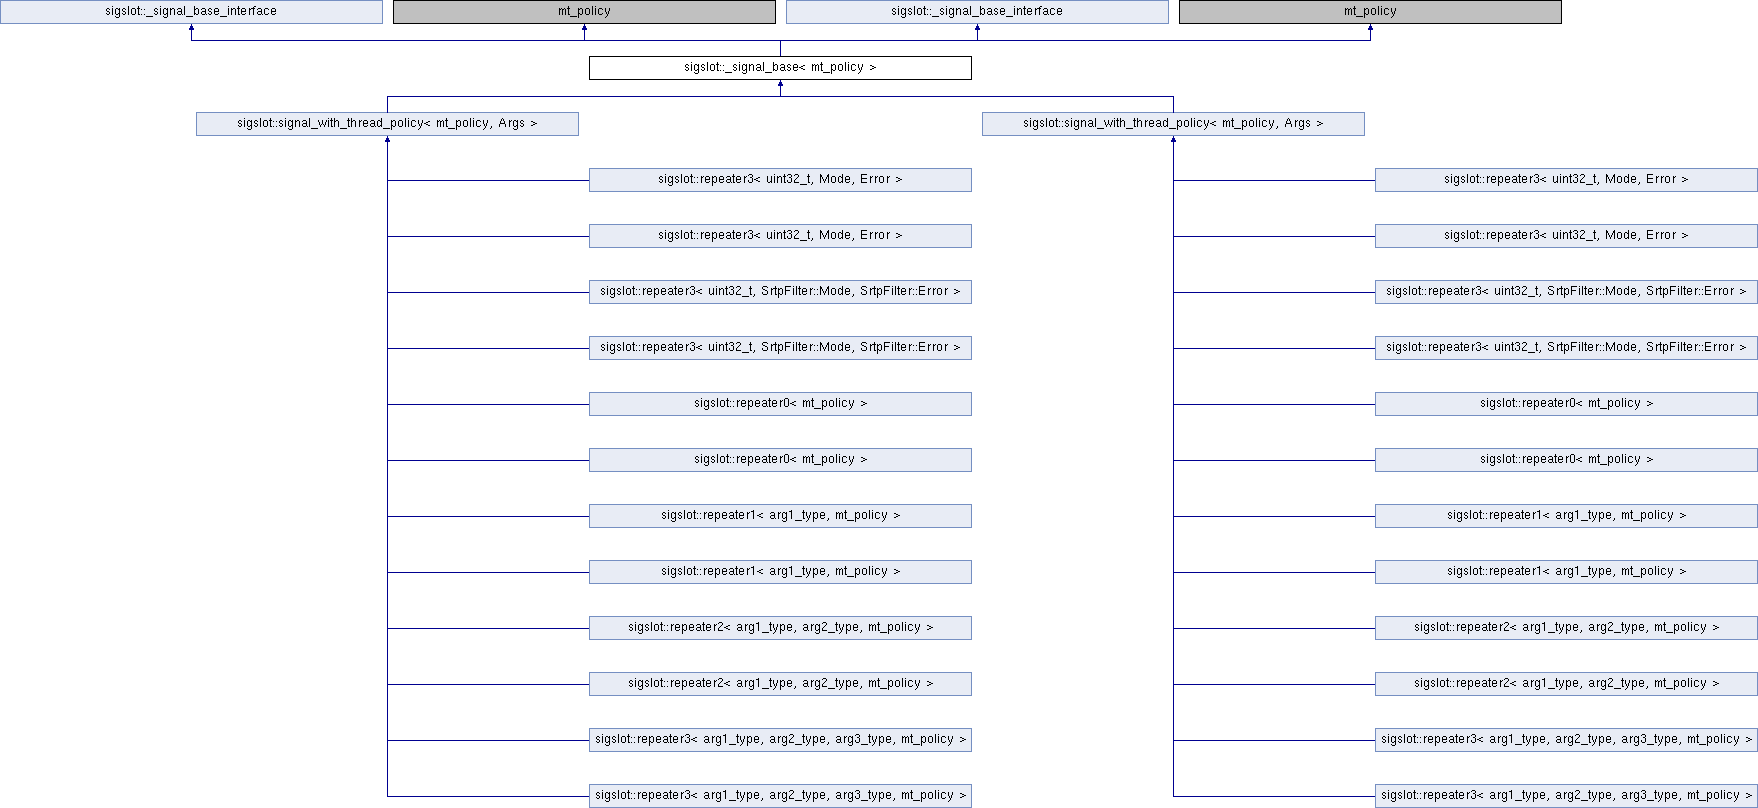 sigslot::_signal_base_interface
mt_policy
sigslot::_signal_base_interface
mt_policy
sigslot::_signal_base< mt_policy >
sigslot::signal_with_thread_policy< mt_policy, Args >
sigslot::signal_with_thread_policy< mt_policy, Args >
sigslot::repeater3< uint32_t, Mode, Error >
sigslot::repeater3< uint32_t, Mode, Error >
sigslot::repeater3< uint32_t, Mode, Error >
sigslot::repeater3< uint32_t, Mode, Error >
sigslot::repeater3< uint32_t, SrtpFilter::Mode, SrtpFilter::Error >
sigslot::repeater3< uint32_t, SrtpFilter::Mode, SrtpFilter::Error >
sigslot::repeater3< uint32_t, SrtpFilter::Mode, SrtpFilter::Error >
sigslot::repeater3< uint32_t, SrtpFilter::Mode, SrtpFilter::Error >
sigslot::repeater0< mt_policy >
sigslot::repeater0< mt_policy >
sigslot::repeater0< mt_policy >
sigslot::repeater0< mt_policy >
sigslot::repeater1< arg1_type, mt_policy >
sigslot::repeater1< arg1_type, mt_policy >
sigslot::repeater1< arg1_type, mt_policy >
sigslot::repeater1< arg1_type, mt_policy >
sigslot::repeater2< arg1_type, arg2_type, mt_policy >
sigslot::repeater2< arg1_type, arg2_type, mt_policy >
sigslot::repeater2< arg1_type, arg2_type, mt_policy >
sigslot::repeater2< arg1_type, arg2_type, mt_policy >
sigslot::repeater3< arg1_type, arg2_type, arg3_type, mt_policy >
sigslot::repeater3< arg1_type, arg2_type, arg3_type, mt_policy >
sigslot::repeater3< arg1_type, arg2_type, arg3_type, mt_policy >
sigslot::repeater3< arg1_type, arg2_type, arg3_type, mt_policy >